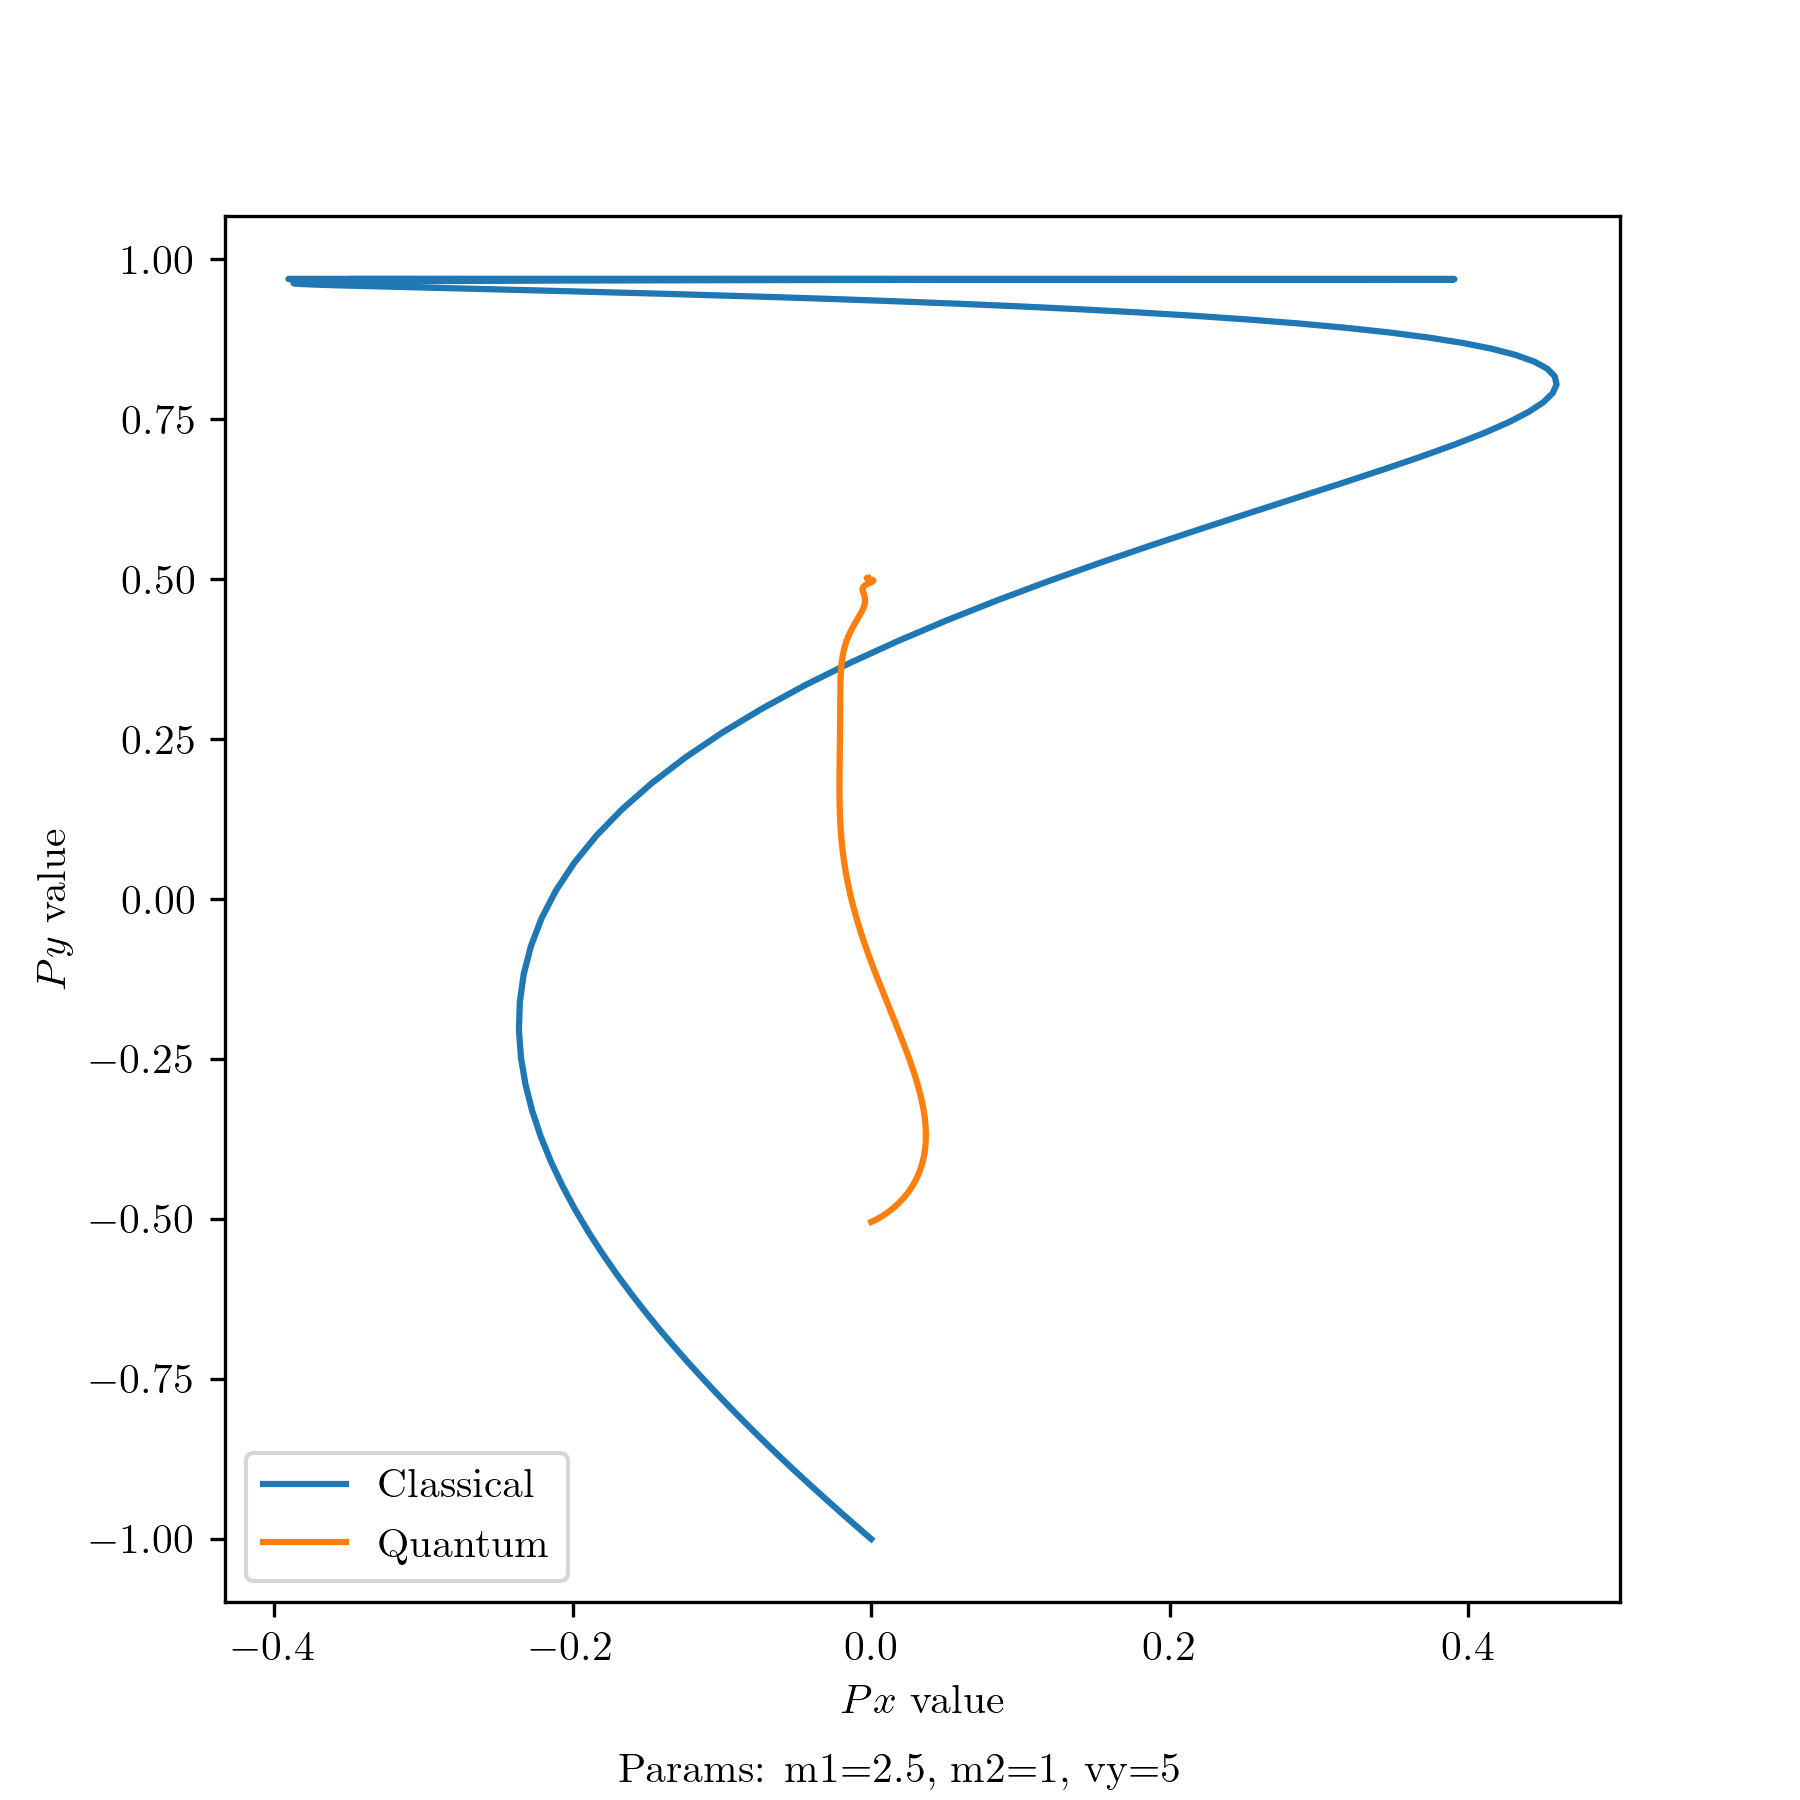 1.00
0.75
0.50
0.25
0.00
−0.25
−0.50
−0.75
−1.00
Py value
Classical
Quantum
−0.4 −0.2 0.0 0.2 0.4
Px value
Params: m1=2.5, m2=1, vy=5